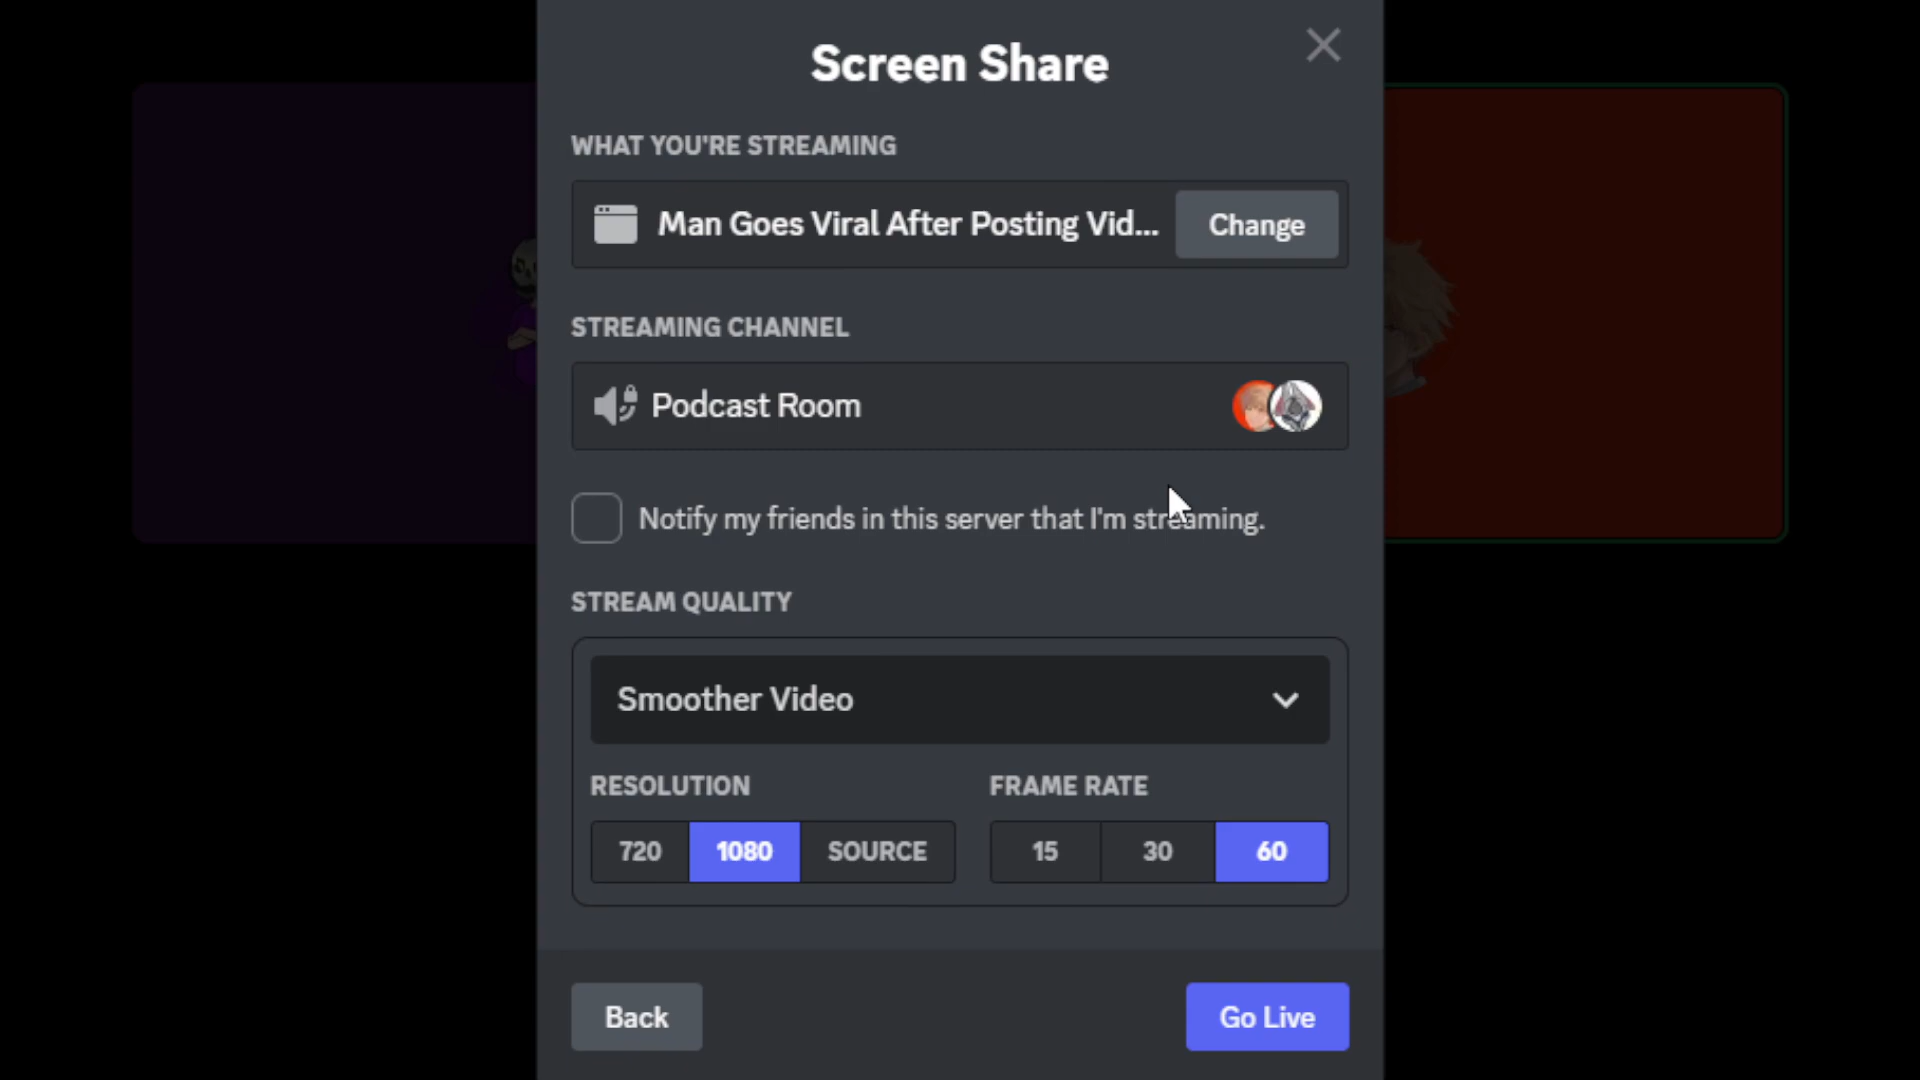 Screen Share
WHAT YOU'RE STREAMING
Man Goes Viral After Posting Vid...
Change
STREAMING CHANNEL
Podcast Room
Notify my friends in this server that I'm streaming.
STREAM QUALITY
Smoother Video
RESOLUTION
FRAME RATE
720 1080 SOURCE
15 30 60
Back
Go Live